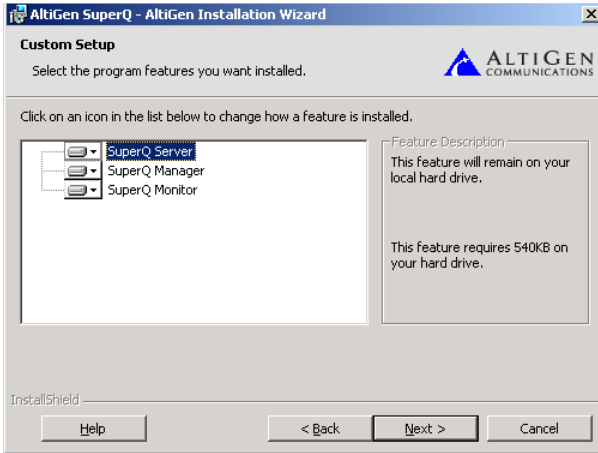 AltiGen SuperQ - AltiGen Installation Wizard
Custom Setup
Select the program features you want installed.
ALTIGEN
COMMUNICATIONS
Click on an icon in the list below to change how a feature is installed.
SuperQ Server
SuperQ Manager
SuperQ Monitor
Feature Description
This feature will remain on your
local hard drive.
This feature requires 540KB on
your hard drive.
InstallShield
Help
< Back
Next >
Cancel